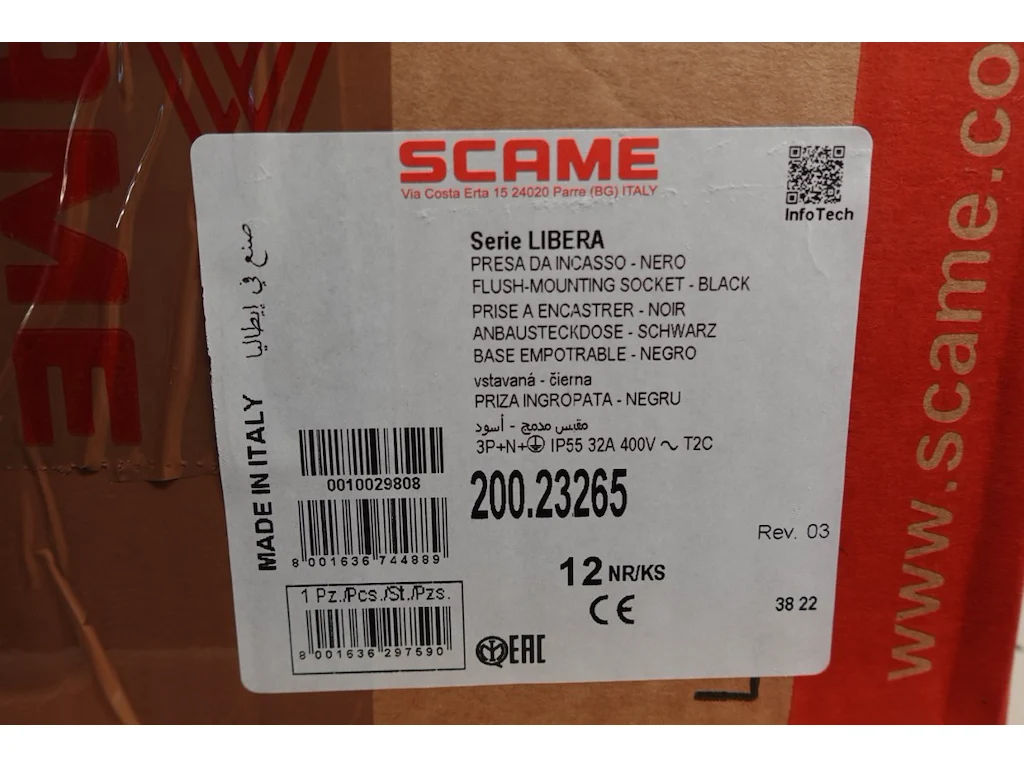 SCAME
Via Costa Erta 15 24020 Parre (BG) ITALY
InfoTech
Serie LIBERA
PRESA DA INCASSO - NERO
FLUSH-MOUNTING SOCKET - BLACK
PRISE A ENCASTRER - NOIR
ANBAUSTECKDOSE - SCHWARZ
BASE EMPOTRABLE - NEGRO
vstavaná - čierna
PRIZA INGROPATA - NEGRU
مقبس مدمج - أسود
3P+N+⏚ IP55 32A 400V ~ T2C
200.23265
Rev. 03
12 NR/KS
CE
38 22
EAC
صنع في إيطاليا
MADE IN ITALY
0010029808
8 001636 744889
1 Pz./Pcs./St./Pzs.
8 001636 297590
www.scame.co
AME